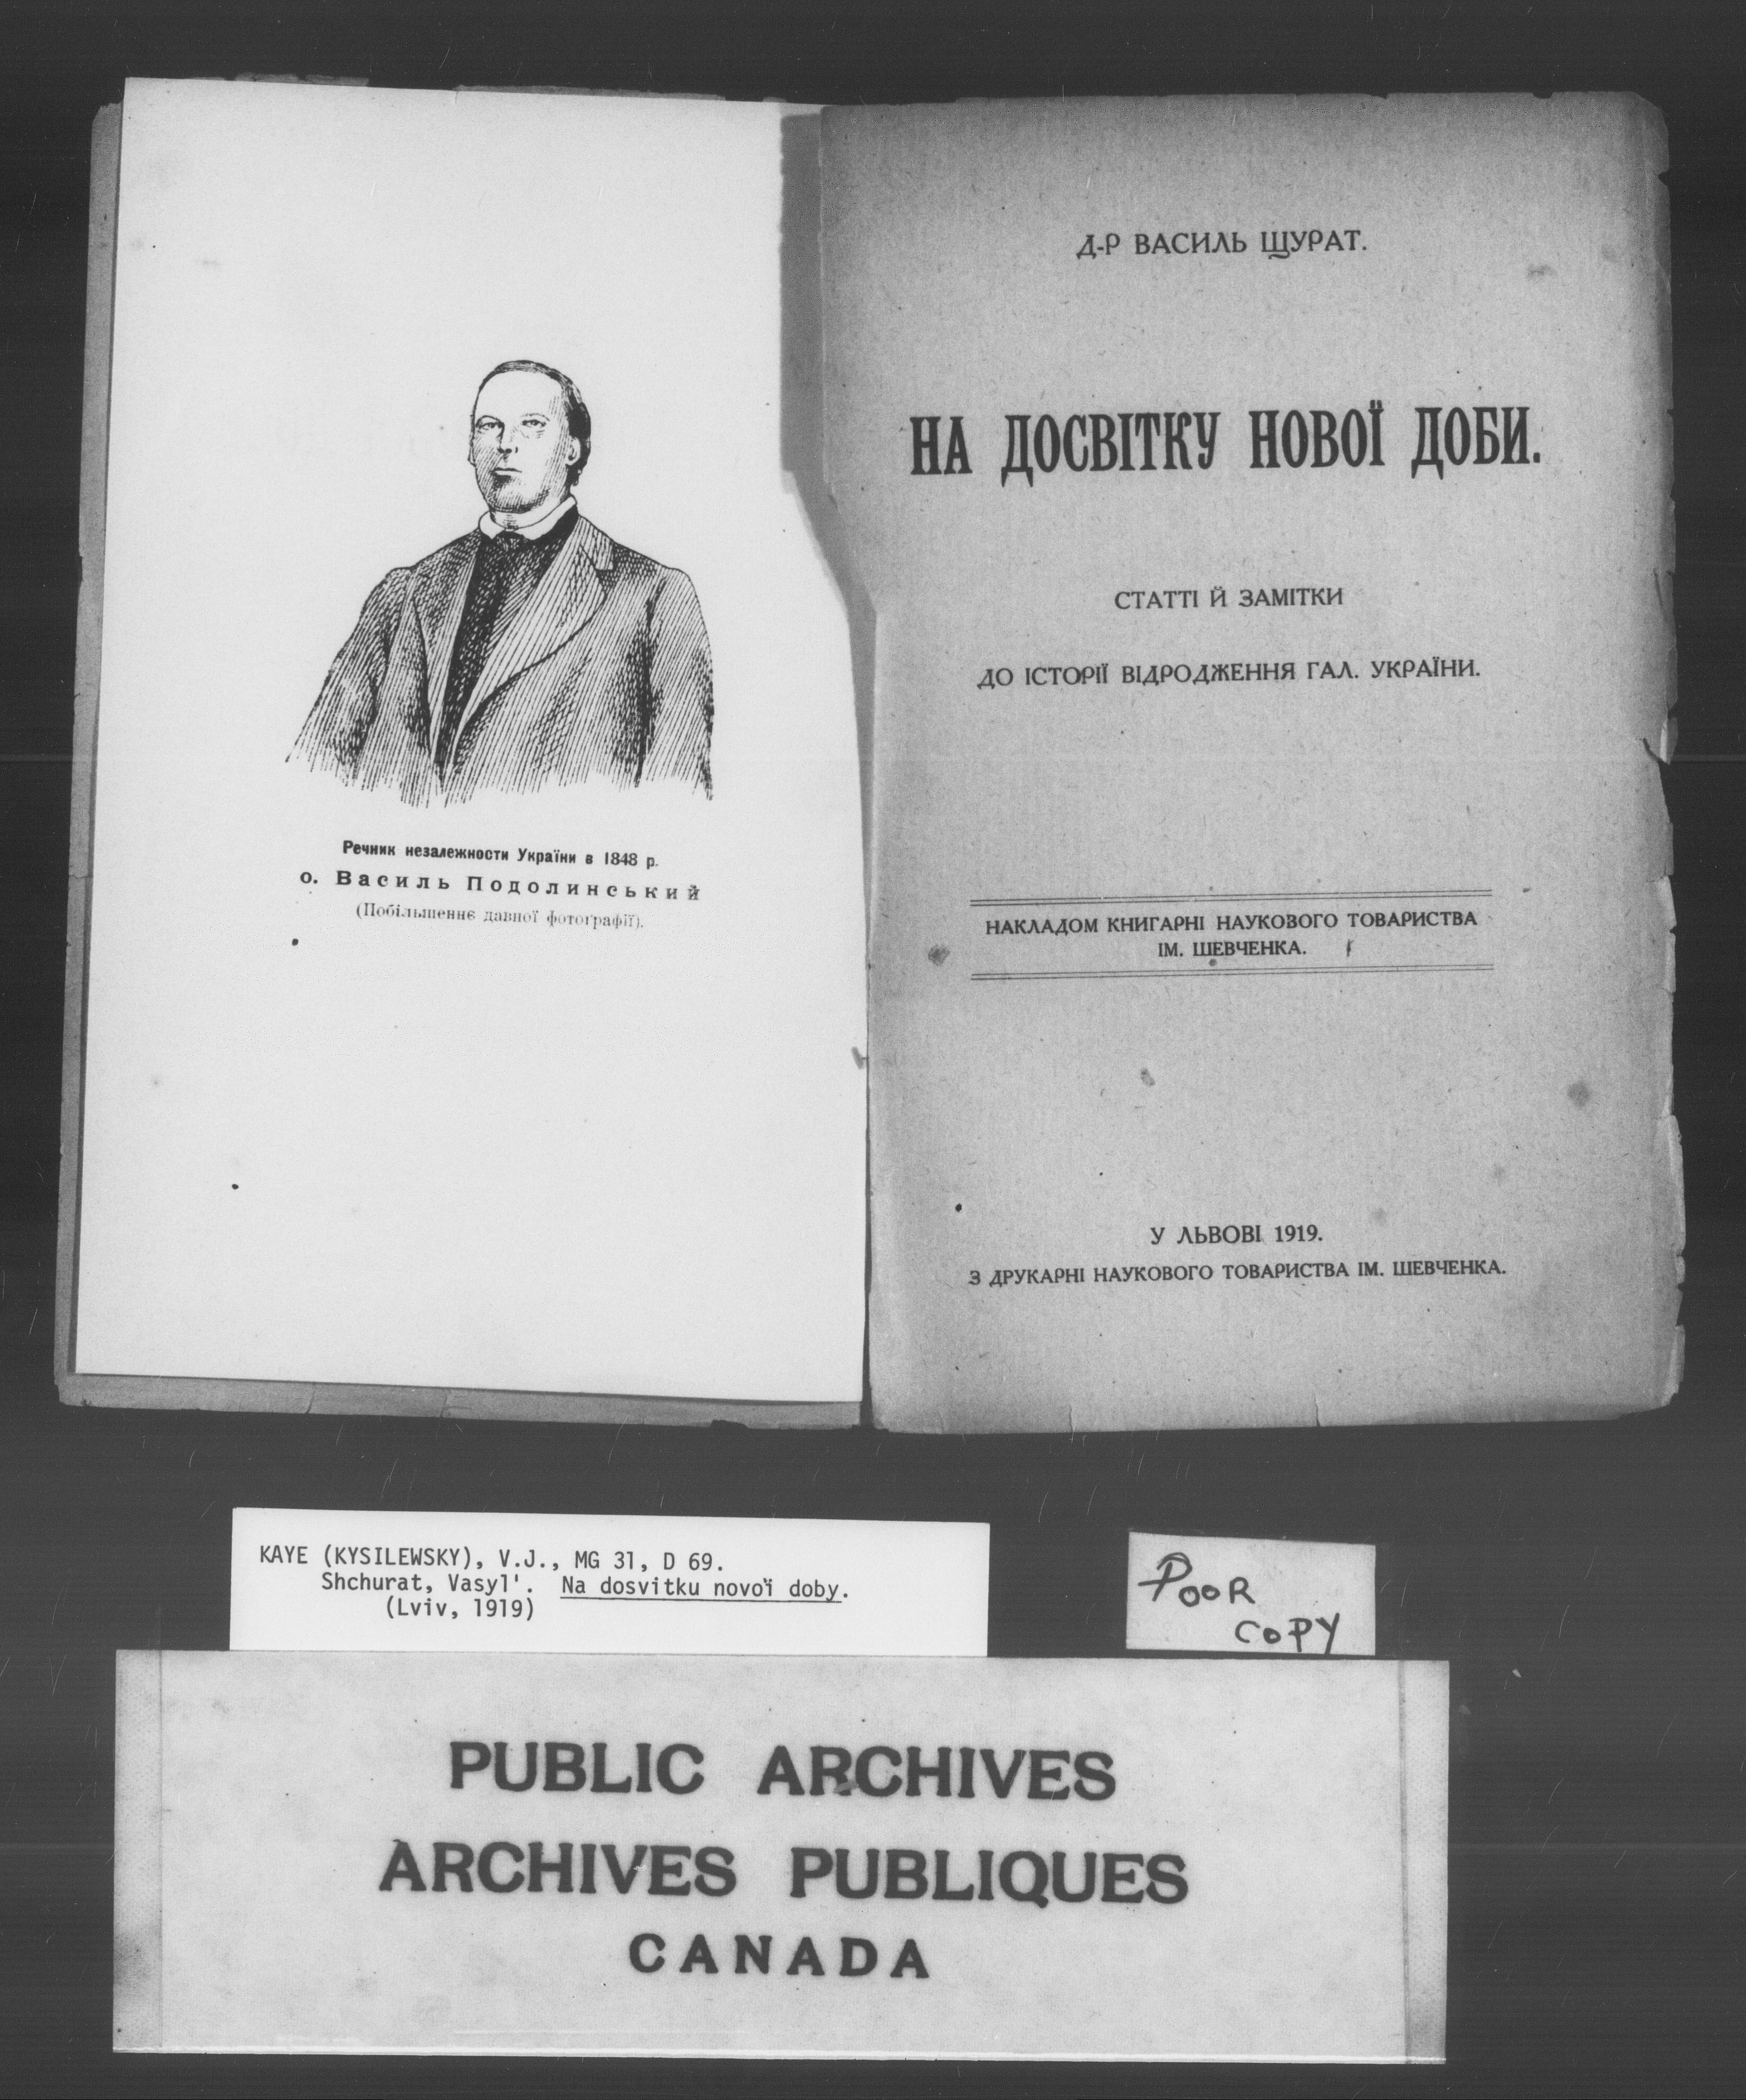 Речник незалежности України в 1848 р.
о. Василь Подолинський
(Побільшеннє давної фотоґрафії).
Д-Р ВАСИЛЬ ЩУРАТ.
НА ДОСВІТКУ НОВОЇ ДОБИ.
СТАТТІ Й ЗАМІТКИ
ДО ІСТОРІЇ ВІДРОДЖЕННЯ ГАЛ. УКРАЇНИ.
НАКЛАДОМ КНИГАРНІ НАУКОВОГО ТОВАРИСТВА
ІМ. ШЕВЧЕНКА.
У ЛЬВОВІ 1919.
З ДРУКАРНІ НАУКОВОГО ТОВАРИСТВА ІМ. ШЕВЧЕНКА.
KAYE (KYSILEWSKY), V.J., MG 31, D 69.
Shchurat, Vasyl'. Na dosvitku novoï doby.
(Lviv, 1919)
POOR
COPY
PUBLIC ARCHIVES
ARCHIVES PUBLIQUES
CANADA